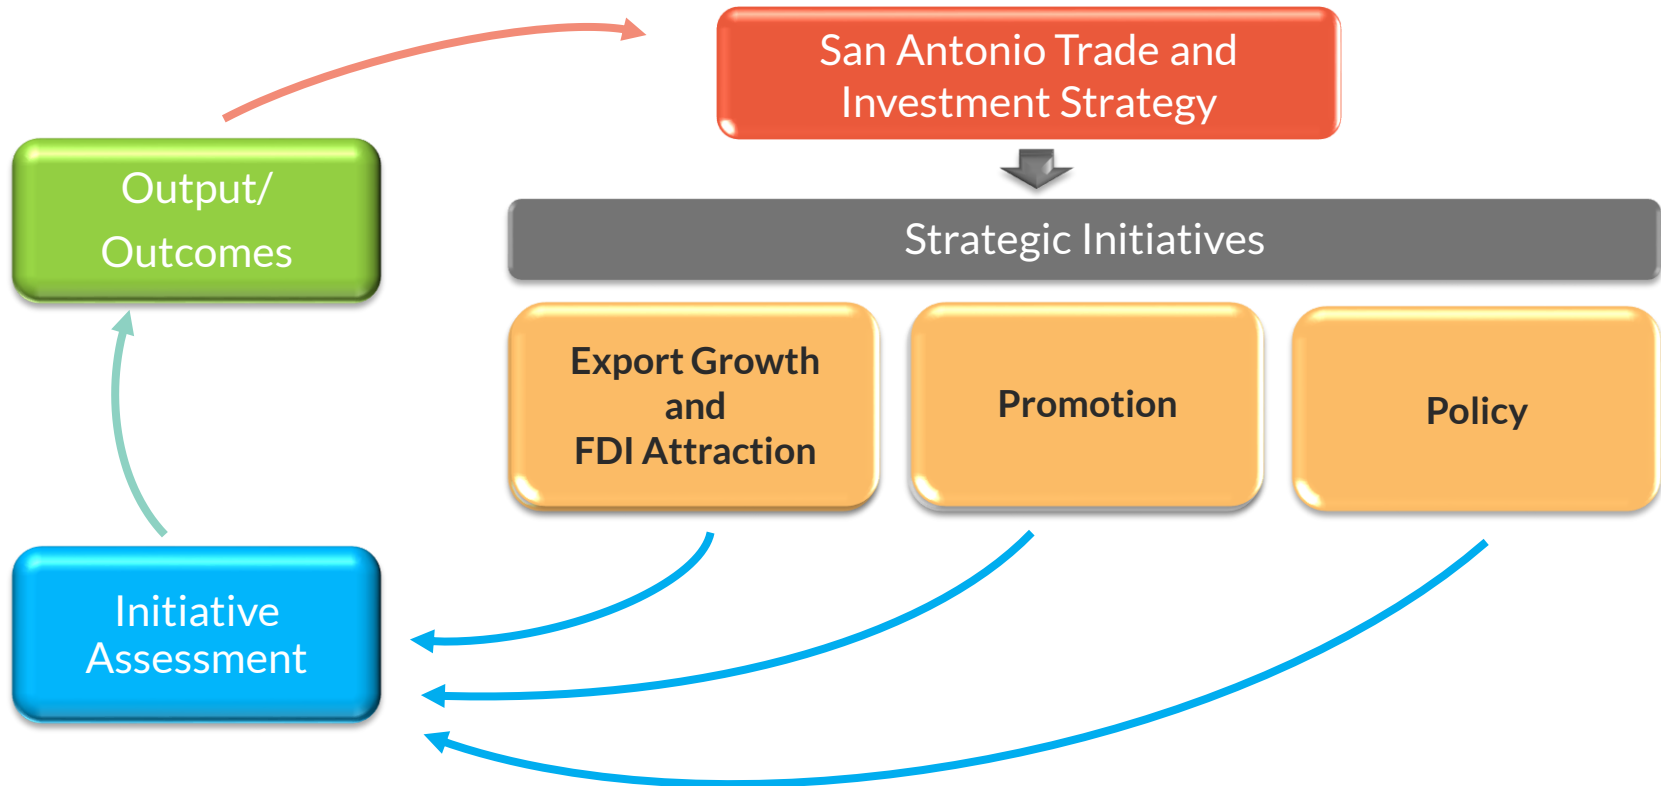 San Antonio Trade and
Investment Strategy
Output/
Outcomes
Strategic Initiatives
Export Growth
and
FDI Attraction
Promotion
Policy
Initiative
Assessment